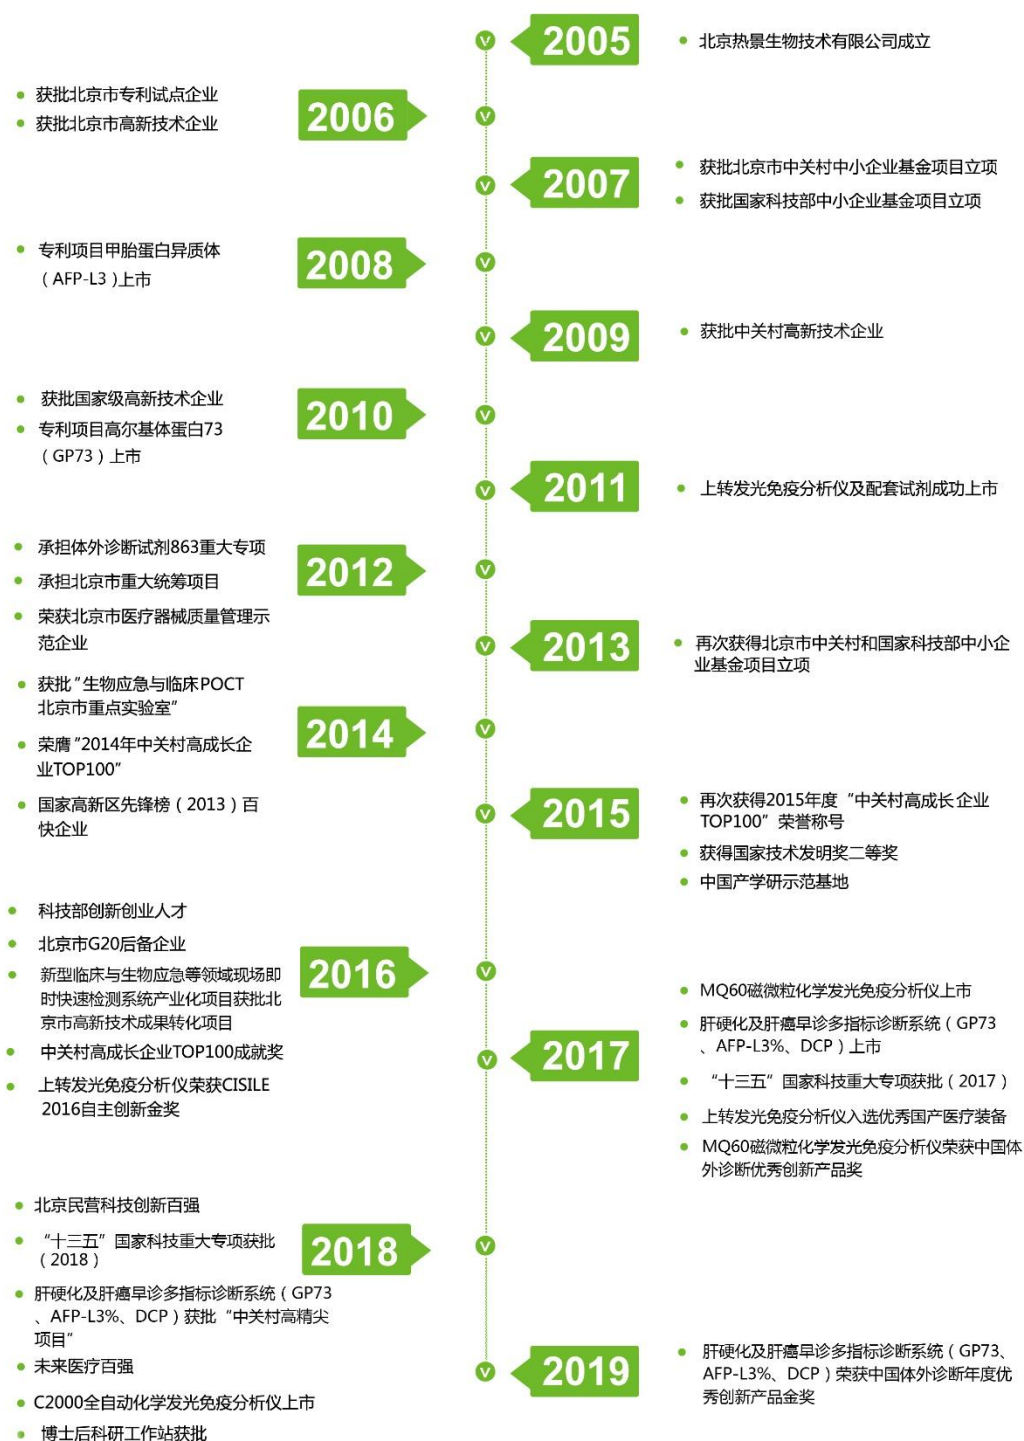 2005
北京热景生物技术有限公司成立
获批北京市专利试点企业
获批北京市高新技术企业
2006
2007
获批北京市中关村中小企业基金项目立项
获批国家科技部中小企业基金项目立项
专利项目甲胎蛋白异质体
（AFP-L3）上市
2008
2009
获批中关村高新技术企业
获批国家级高新技术企业
专利项目高尔基体蛋白73
（GP73）上市
2010
2011
上转发光免疫分析仪及配套试剂成功上市
承担体外诊断试剂863重大专项
承担北京市重大统筹项目
荣获北京市医疗器械质量管理示
范企业
2012
2013
再次获得北京市中关村和国家科技部中小企
业基金项目立项
获批"生物应急与临床POCT
北京市重点实验室"
荣膺"2014年中关村高成长企
业TOP100"
国家高新区先锋榜（2013）百
快企业
2014
2015
再次获得2015年度“中关村高成长企业
TOP100”荣誉称号
获得国家技术发明奖二等奖
中国产学研示范基地
科技部创新创业人才
北京市G20后备企业
新型临床与生物应急等领域现场即
时快速检测系统产业化项目获批北
京市高新技术成果转化项目
中关村高成长企业TOP100成就奖
上转发光免疫分析仪荣获CISILE
2016自主创新金奖
2016
2017
MQ60磁微粒化学发光免疫分析仪上市
肝硬化及肝癌早诊多指标诊断系统（GP73
、AFP-L3%、DCP）上市
“十三五”国家科技重大专项获批（2017）
上转发光免疫分析仪入选优秀国产医疗装备
MQ60磁微粒化学发光免疫分析仪荣获中国体
外诊断优秀创新产品奖
北京民营科技创新百强
“十三五”国家科技重大专项获批
（2018）
肝硬化及肝癌早诊多指标诊断系统（GP73
、AFP-L3%、DCP）获批“中关村高精尖
项目”
未来医疗百强
C2000全自动化学发光免疫分析仪上市
博士后科研工作站获批
2018
2019
肝硬化及肝癌早诊多指标诊断系统（GP73、
AFP-L3%、DCP）荣获中国体外诊断年度优
秀创新产品金奖